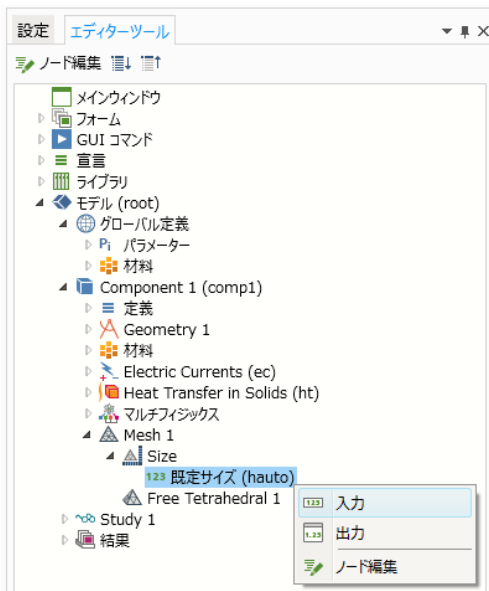 設定 エディターツール
ノード編集
メインウィンドウ
フォーム
GUI コマンド
宣言
ライブラリ
モデル (root)
グローバル定義
Pi パラメーター
材料
Component 1 (comp1)
定義
Geometry 1
材料
Electric Currents (ec)
Heat Transfer in Solids (ht)
マルチフィジックス
Mesh 1
Size
123 既定サイズ (hauto)
Free Tetrahedral 1
Study 1
結果
123 入力
1.23 出力
ノード編集